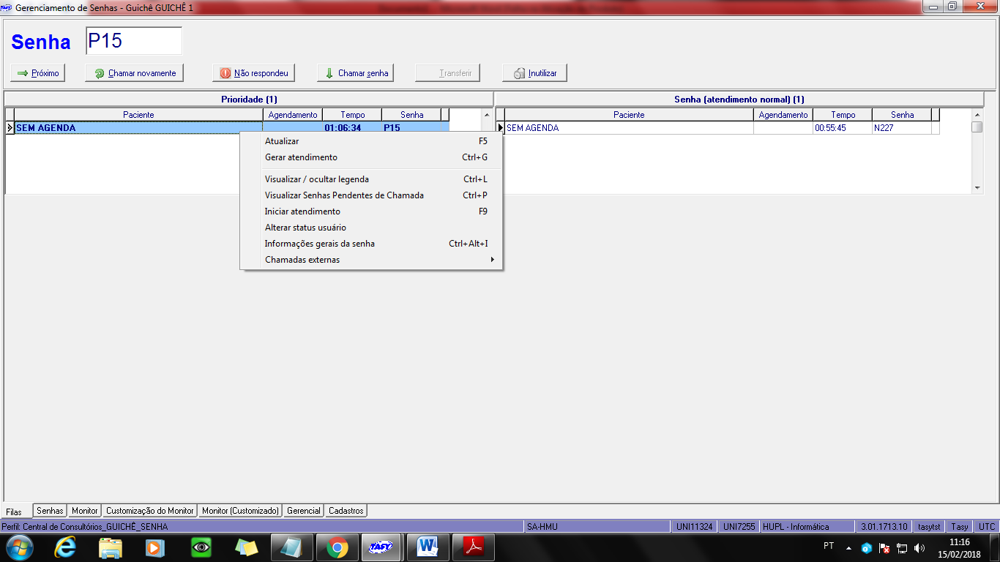 TASY Gerenciamento de Senhas - Guichê GUICHÊ 1
Senha P15
Próximo Chamar novamente Não respondeu Chamar senha Transferir Inutilizar
Prioridade (1) Senha (atendimento normal) (1)
Paciente Agendamento Tempo Senha Paciente Agendamento Tempo Senha
SEM AGENDA 01:06:34 P15 SEM AGENDA 00:55:45 N227
Atualizar F5
Gerar atendimento Ctrl+G
Visualizar / ocultar legenda Ctrl+L
Visualizar Senhas Pendentes de Chamada Ctrl+P
Iniciar atendimento F9
Alterar status usuário
Informações gerais da senha Ctrl+Alt+I
Chamadas externas
Filas Senhas Monitor Customização do Monitor Monitor (Customizado) Gerencial Cadastros
Perfil: Central de Consultórios_GUICHÊ_SENHA SA-HMU UNI11324 UNI7255 HUPL - Informática 3.01.1713.10 tasytst Tasy UTC
TASY PT 11:16
15/02/2018